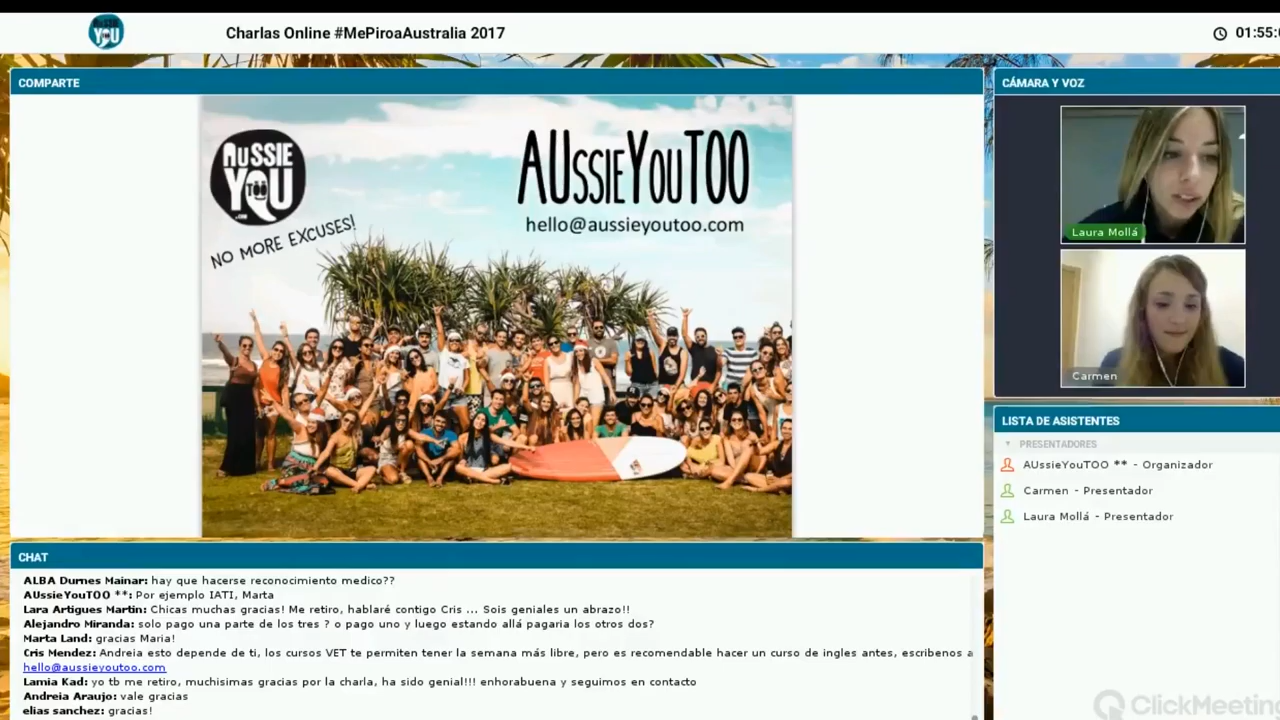 AUSSIE
YOU
Charlas Online #MePiroaAustralia 2017
01:55:
COMPARTE
CÁMARA Y VOZ
AUSSIE
YOU
TOO
.com
NO MORE EXCUSES!
AUSSIEYOUTOO
hello@aussieyoutoo.com
Laura Mollá
Carmen
LISTA DE ASISTENTES
PRESENTADORES
AUssieYouTOO ** - Organizador
Carmen - Presentador
Laura Mollá - Presentador
CHAT
ALBA Durnes Mainar: hay que hacerse reconocimiento medico??
AUssieYouTOO **: Por ejemplo IATI, Marta
Lara Artigues Martin: Chicas muchas gracias! Me retiro, hablaré contigo Cris ... Sois geniales un abrazo!!
Alejandro Miranda: solo pago una parte de los tres ? o pago uno y luego estando allá pagaria los otros dos?
Marta Land: gracias Maria!
Cris Mendez: Andreia esto depende de ti, los cursos VET te permiten tener la semana más libre, pero es recomendable hacer un curso de ingles antes, escribenos a
hello@aussieyoutoo.com
Lamia Kad: yo tb me retiro, muchisimas gracias por la charla, ha sido genial!!! enhorabuena y seguimos en contacto
Andreia Araujo: vale gracias
elias sanchez: gracias!
ClickMeeting